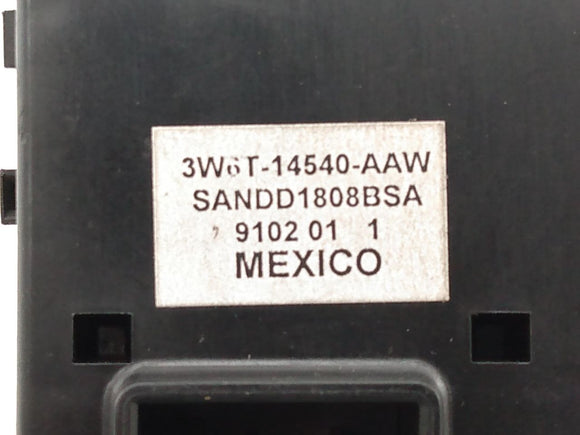 3W6T-14540-AAW
SANDD1808BSA
9102 01 1
MEXICO